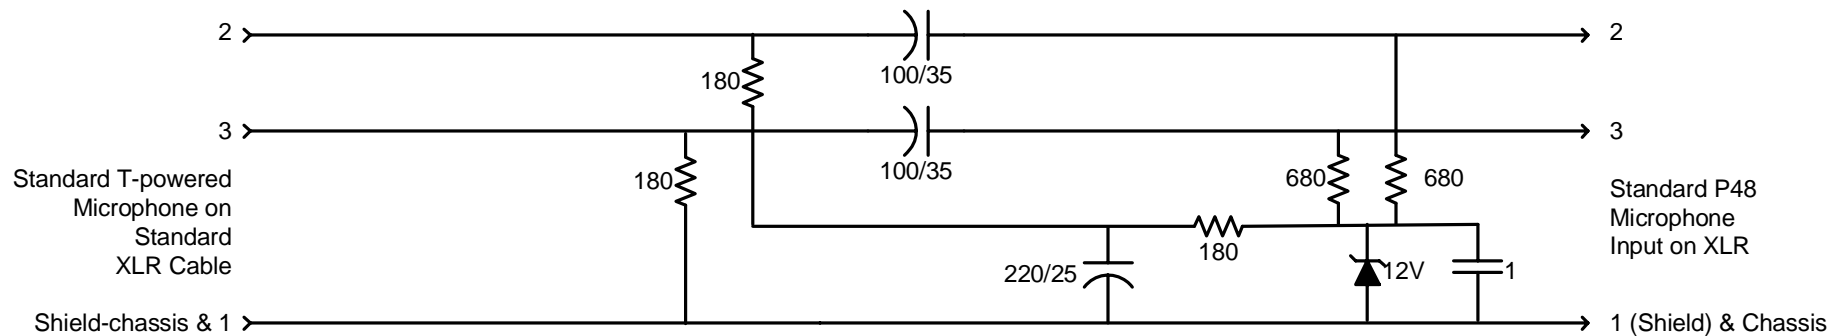 2
100/35
180
2
3
100/35
180
680
680
3
Standard T-powered
Microphone on
Standard
XLR Cable
220/25
180
12V
1
Standard P48
Microphone
Input on XLR
Shield-chassis & 1
1 (Shield) & Chassis